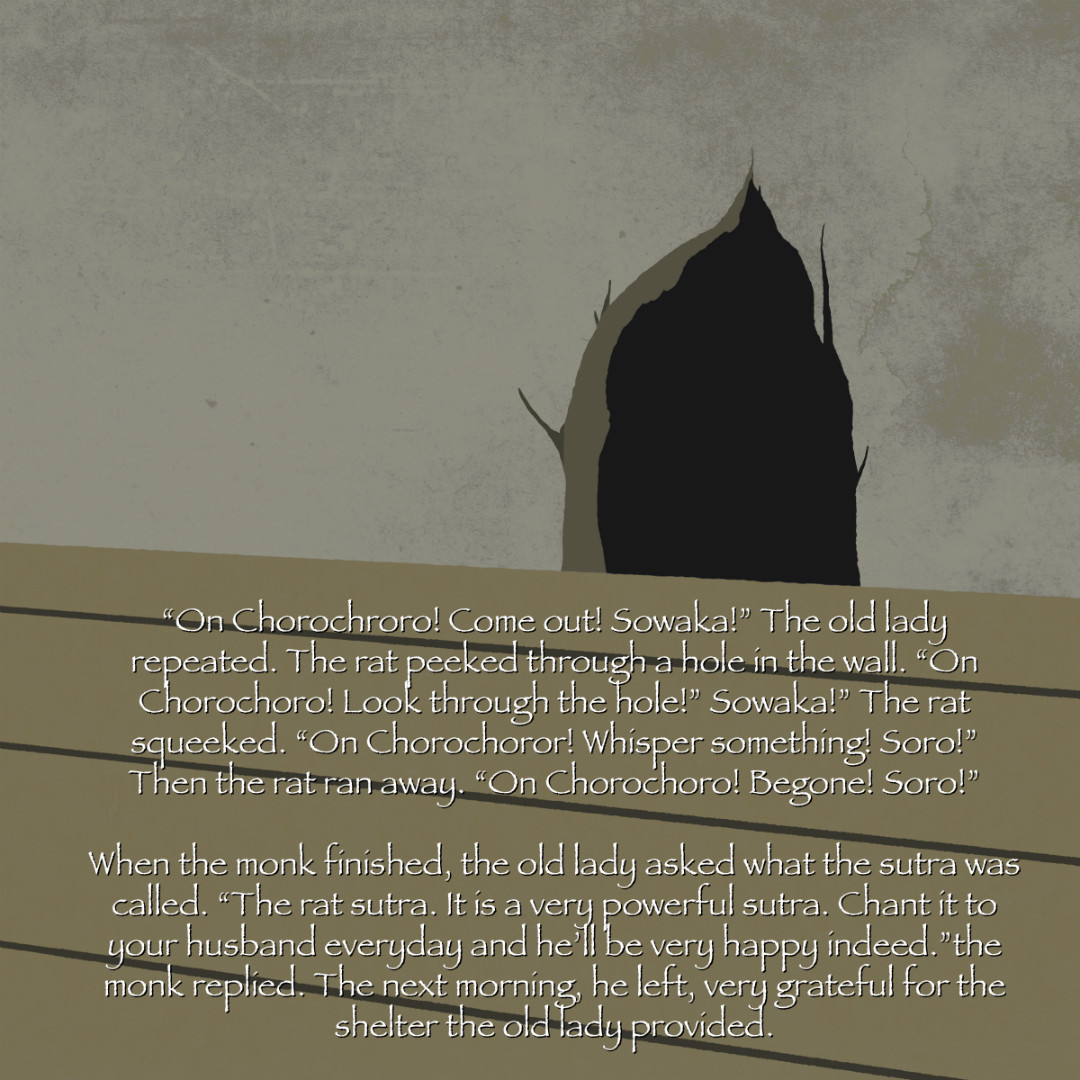 “On Chorochroro! Come out! Sowaka!” The old lady
repeated. The rat peeked through a hole in the wall. “On
Chorochoro! Look through the hole!” Sowaka!” The rat
squeeked. “On Chorochoror! Whisper something! Soro!”
Then the rat ran away. “On Chorochoro! Begone! Soro!”
When the monk finished, the old lady asked what the sutra was
called. “The rat sutra. It is a very powerful sutra. Chant it to
your husband everyday and he’ll be very happy indeed.”the
monk replied. The next morning, he left, very grateful for the
shelter the old lady provided.